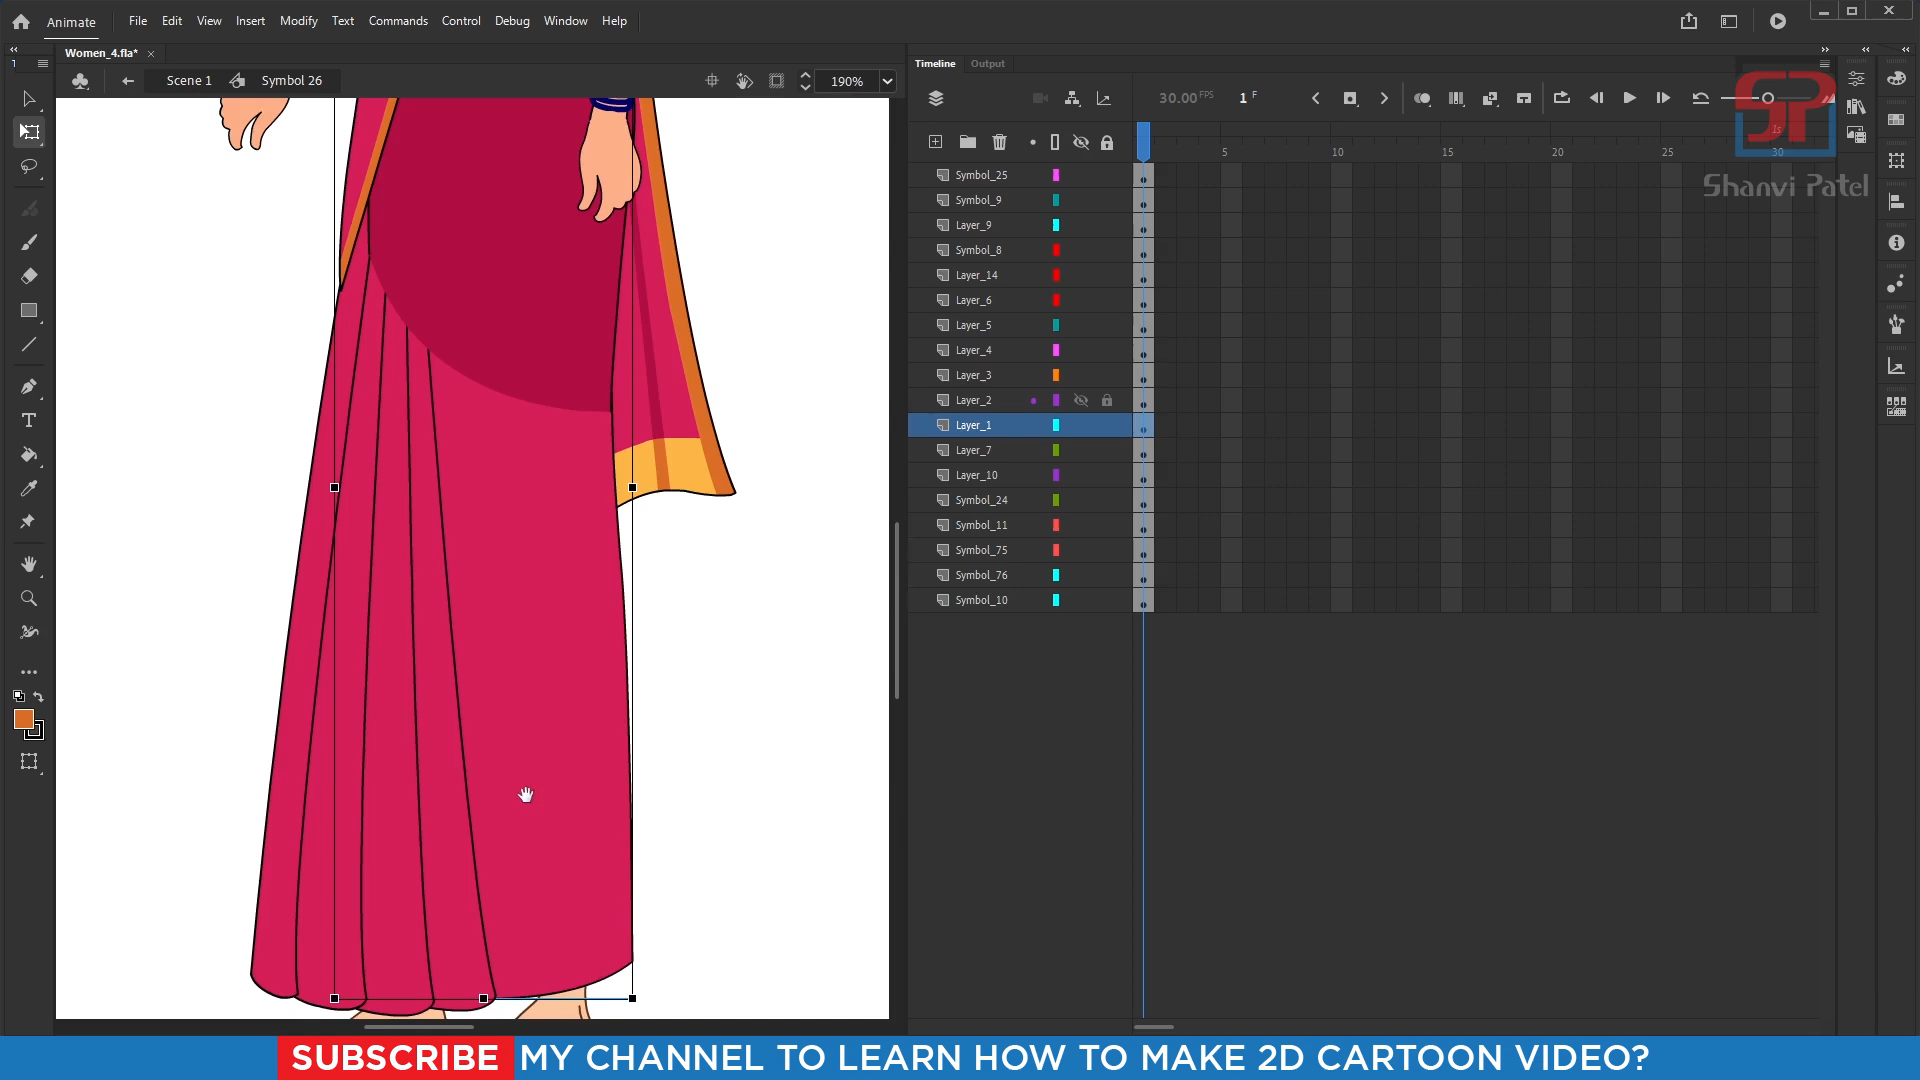 Animate
File Edit View Insert Modify Text Commands Control Debug Window Help
Women_4.fla*
Scene 1 Symbol 26 190%
Timeline Output
30.00 FPS 1 F
1s
5 10 15 20 25 30
SP
Shanvi Patel
Symbol_25
Symbol_9
Layer_9
Symbol_8
Layer_14
Layer_6
Layer_5
Layer_4
Layer_3
Layer_2
Layer_1
Layer_7
Layer_10
Symbol_24
Symbol_11
Symbol_75
Symbol_76
Symbol_10
SUBSCRIBE MY CHANNEL TO LEARN HOW TO MAKE 2D CARTOON VIDEO?